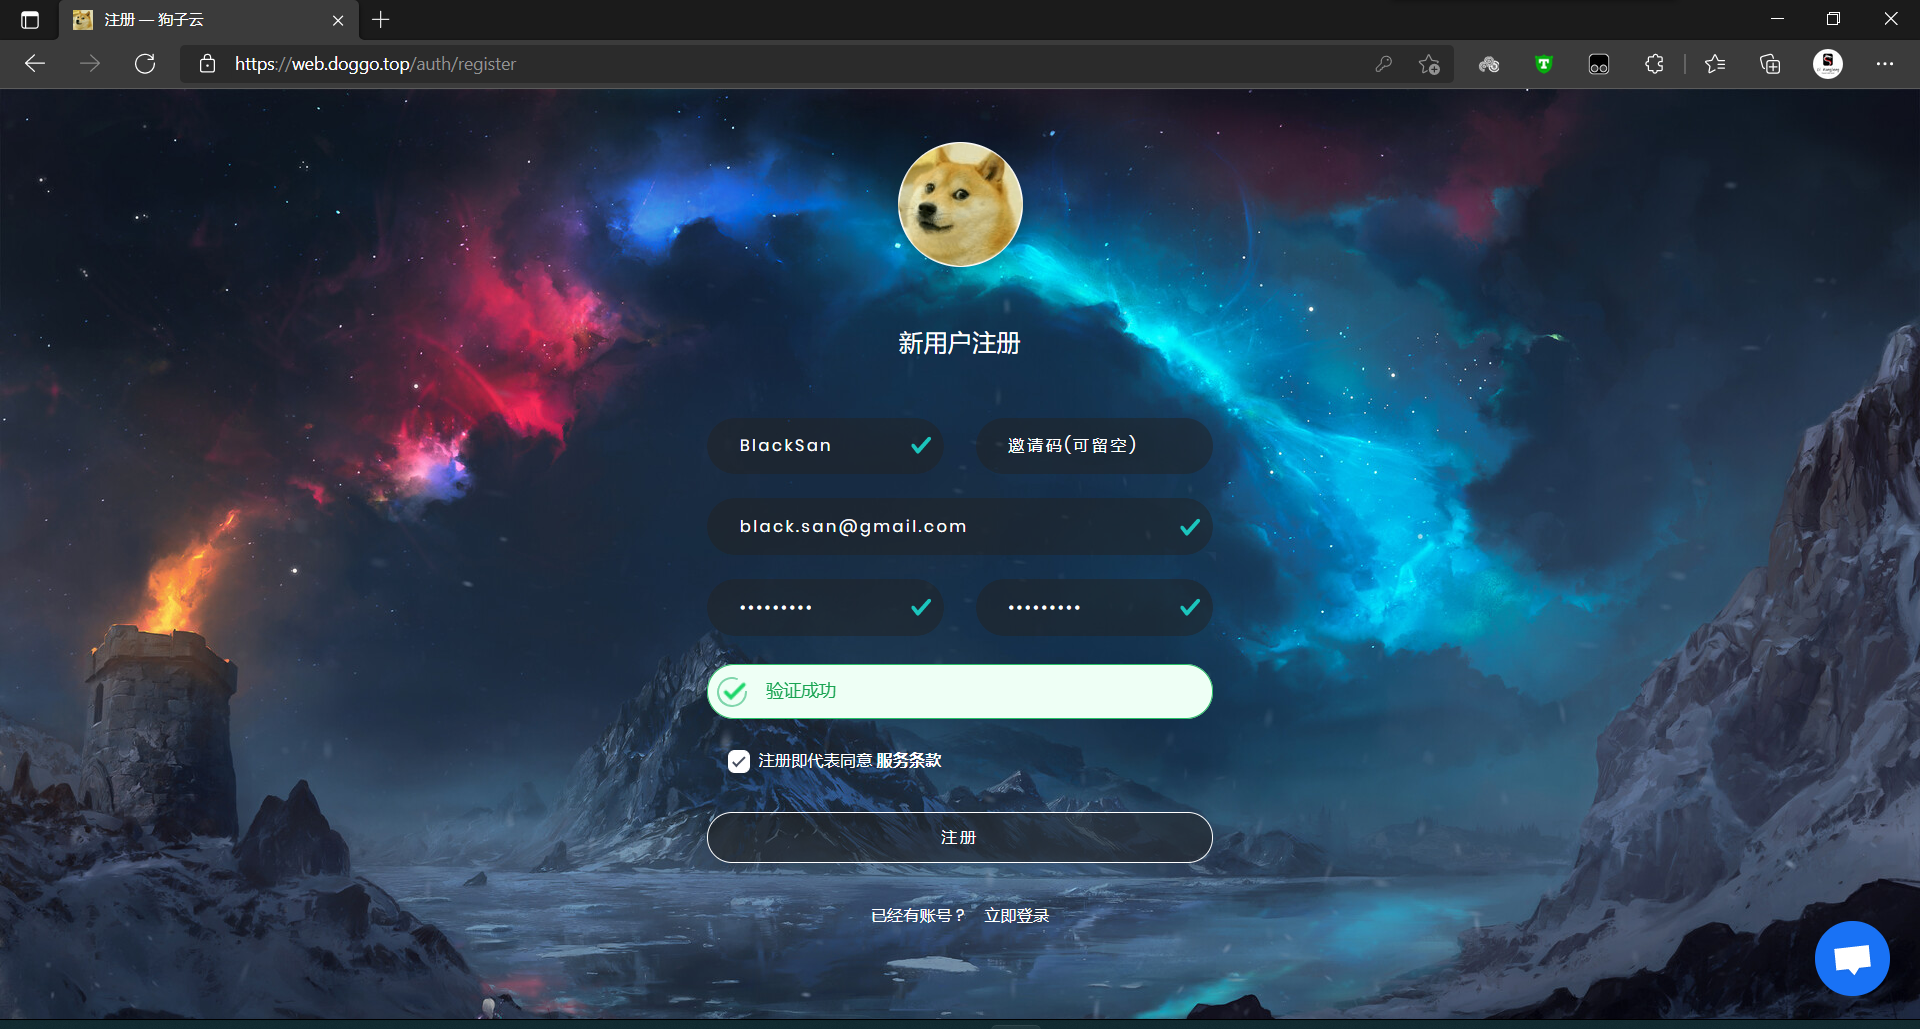 注册 — 狗子云
https://web.doggo.top/auth/register
新用户注册
BlackSan
邀请码(可留空)
black.san@gmail.com
•••••••••
•••••••••
验证成功
注册即代表同意 服务条款
注册
已经有账号？ 立即登录